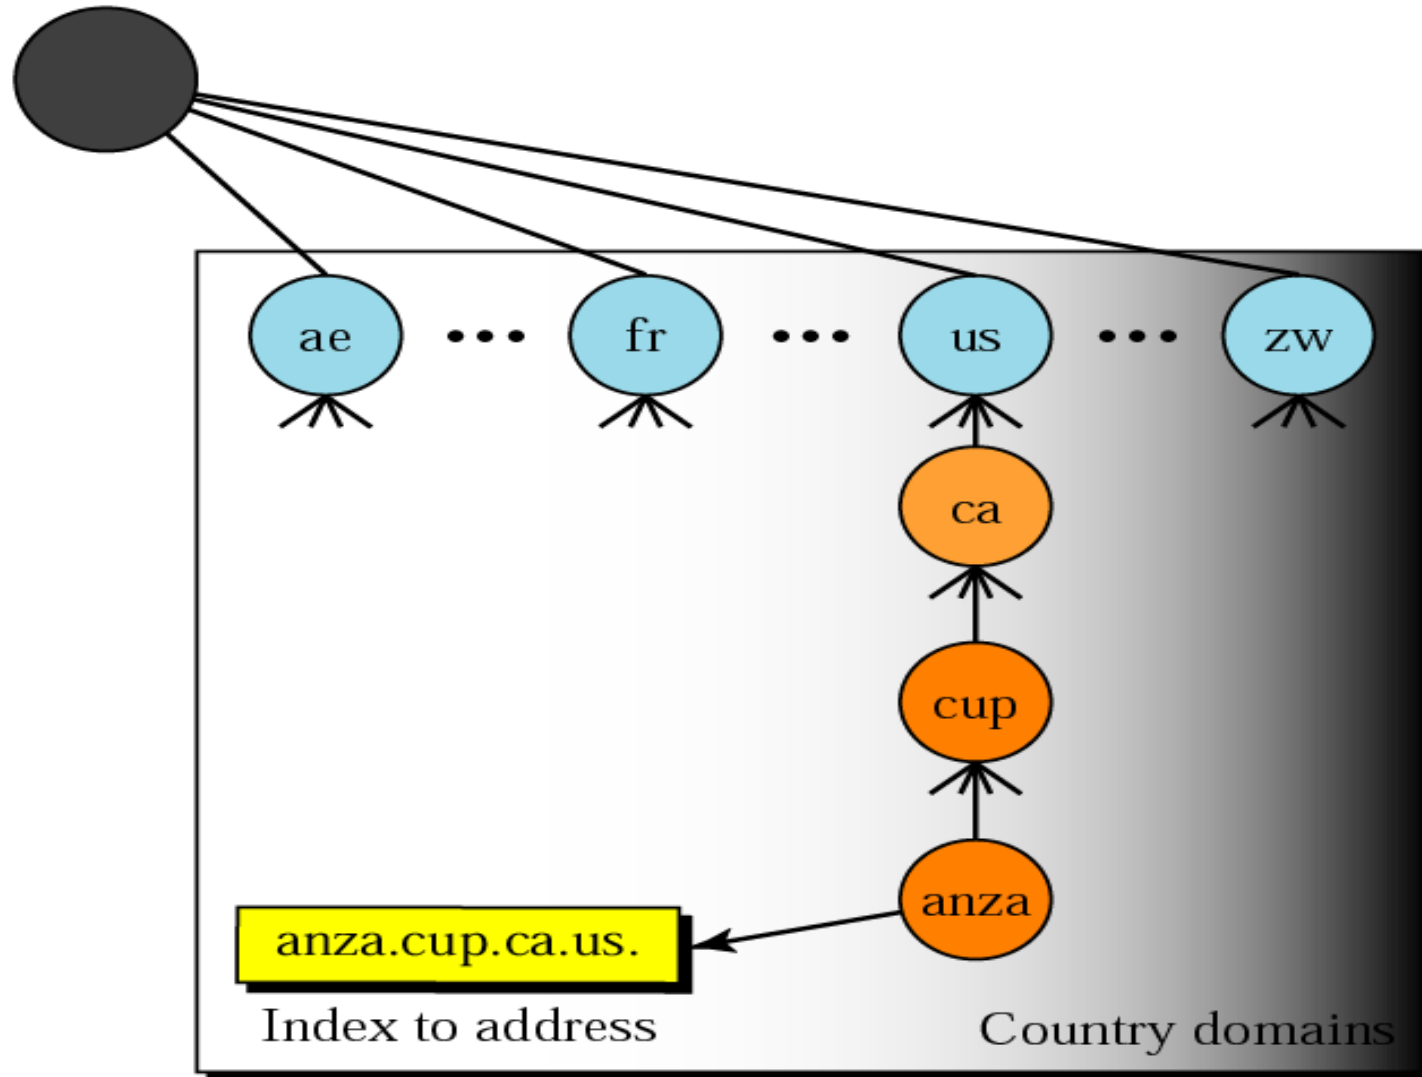 ae ••• fr ••• us ••• zw
ca
cup
anza
anza.cup.ca.us.
Index to address
Country domains